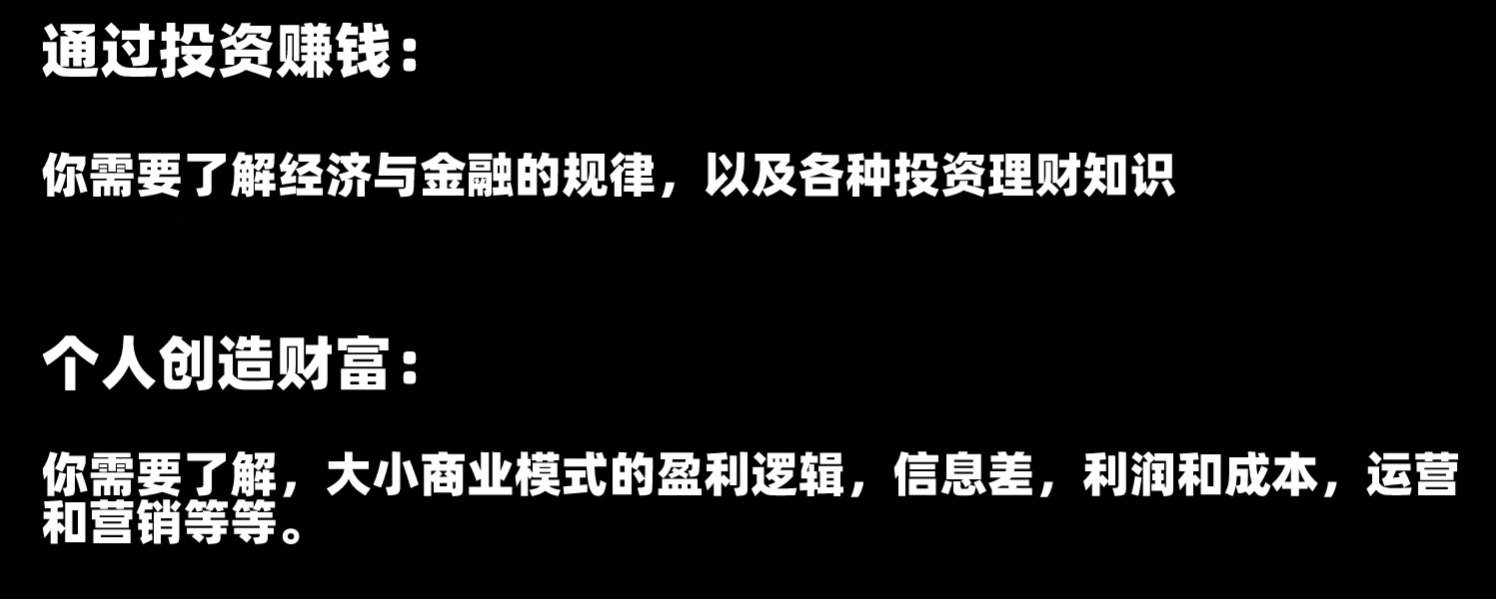 通过投资赚钱：
你需要了解经济与金融的规律，以及各种投资理财知识
个人创造财富：
你需要了解，大小商业模式的盈利逻辑，信息差，利润和成本，运营
和营销等等。